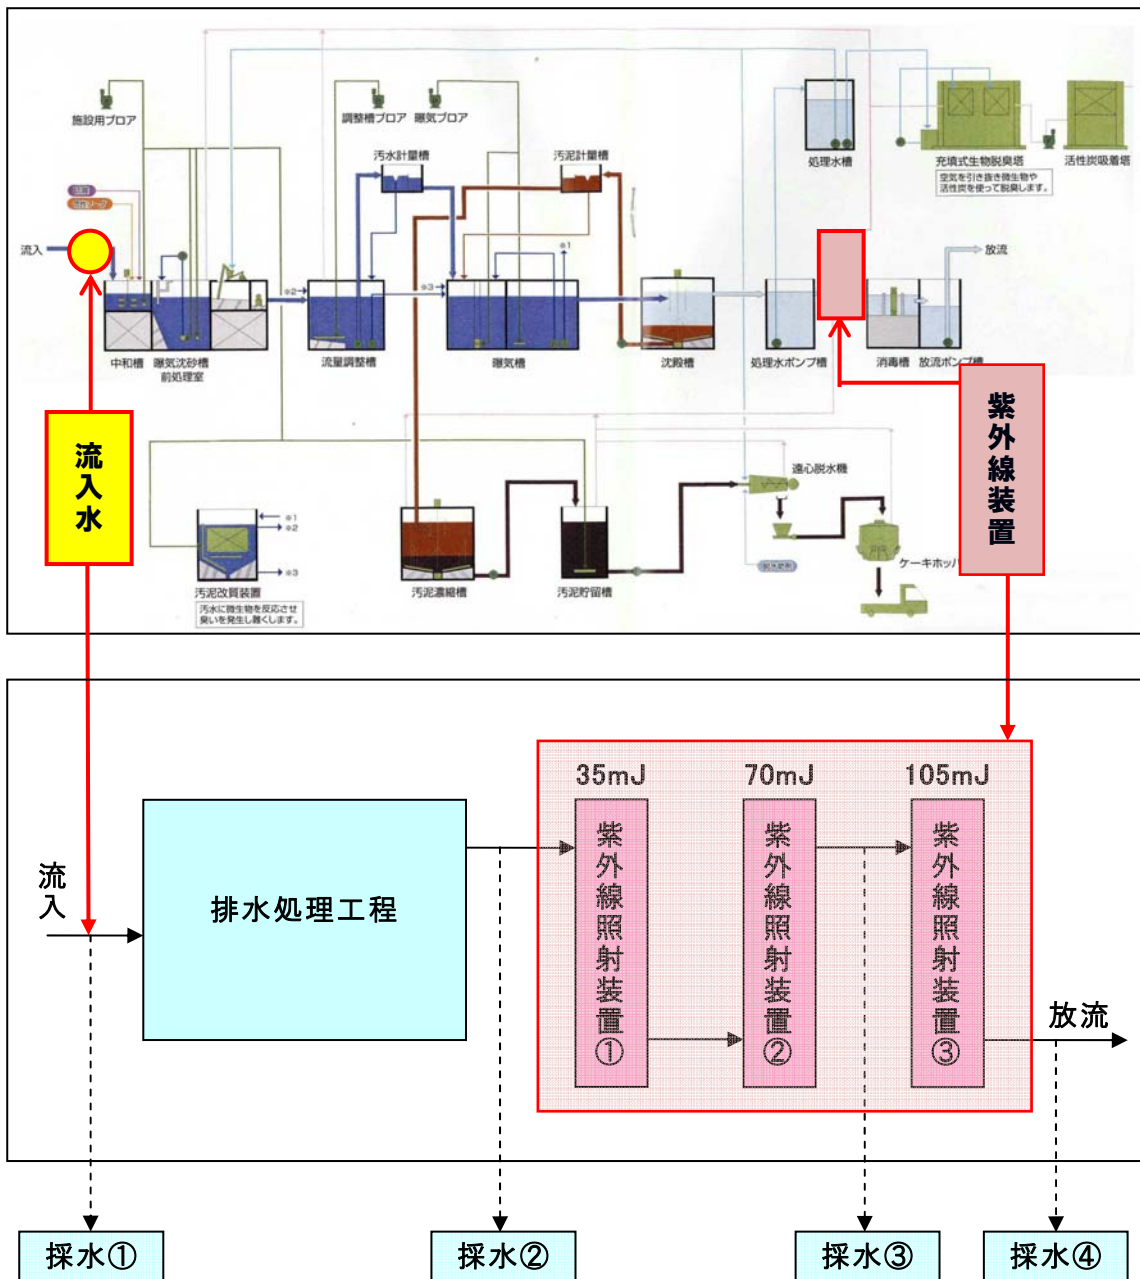 施設用ブロア
調整槽ブロア
曝気ブロア
汚水計量槽
汚泥計量槽
処理水槽
充填式生物脱臭塔
活性炭吸着塔
空気を引き抜き微生物や
活性炭を使って脱臭します。
流入
※1
放流
※2
※3
中和槽
曝気沈砂槽
前処理室
流量調整槽
曝気槽
沈殿槽
処理水ポンプ槽
消毒槽
放流ポンプ槽
流入水
紫外線装置
遠心脱水機
※1
※2
※3
ケーキホッパ
汚泥改質装置
汚泥濃縮槽
汚泥貯留槽
汚水に微生物を反応させ
臭いを発生し難くします。
35mJ
70mJ
105mJ
流入
排水処理工程
紫外線照射装置①
紫外線照射装置②
紫外線照射装置③
放流
採水①
採水②
採水③
採水④